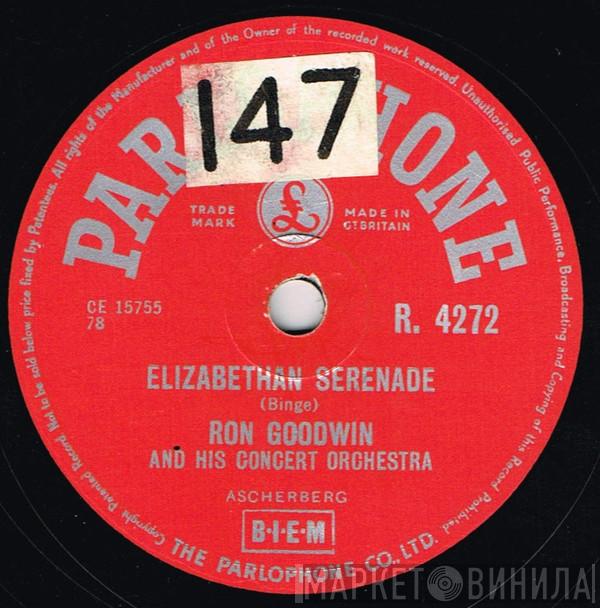 Copyright Patented Record Not to be sold below price fixed by Patentees. All rights of the Manufacturer and of the Owner of the recorded work reserved. Unauthorised Public Performance, Broadcasting and Copying of this Record Prohibited
147
TRADE MARK
£
MADE IN GT BRITAIN
CE 15755
78
R. 4272
ELIZABETHAN SERENADE
(Binge)
RON GOODWIN
AND HIS CONCERT ORCHESTRA
ASCHERBERG
B·I·E·M
THE PARLOPHONE CO., LTD.
МАРКЕТ ВИНИЛА